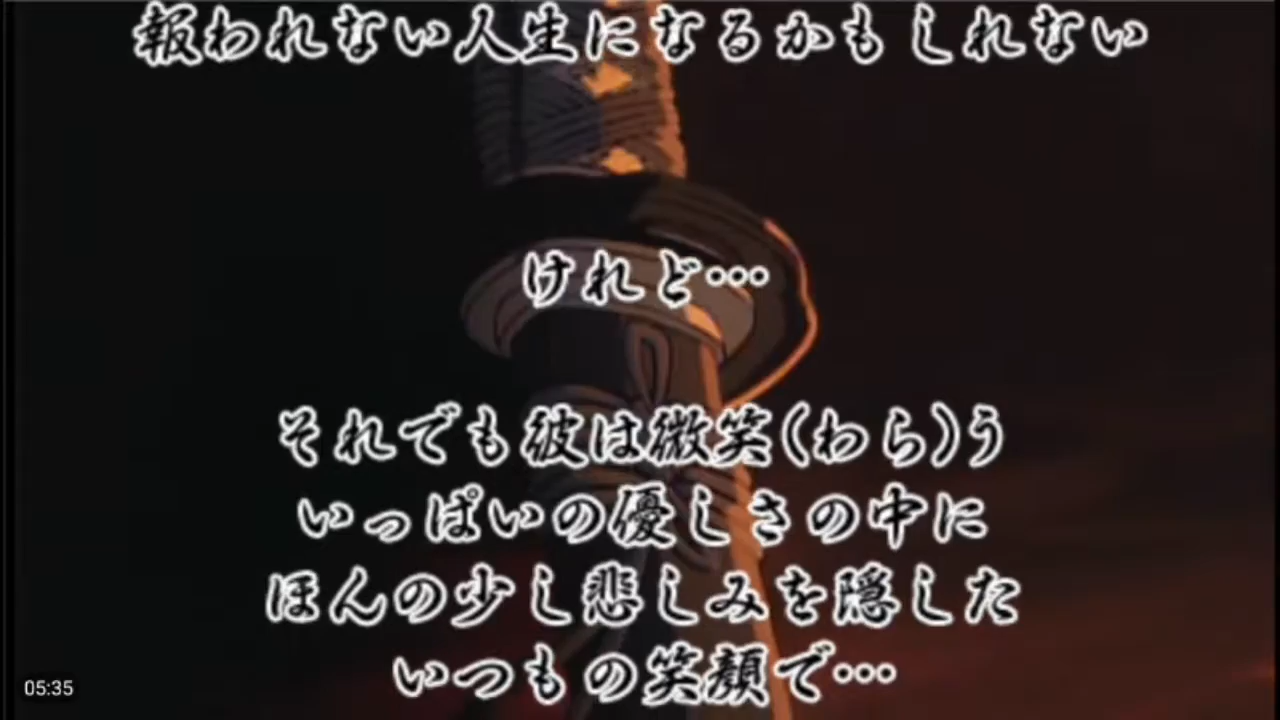 報われない人生になるかもしれない
けれど…
それでも彼は微笑(わら)う
いっぱいの優しさの中に
ほんの少し悲しみを隠した
いつもの笑顔で…
05:35